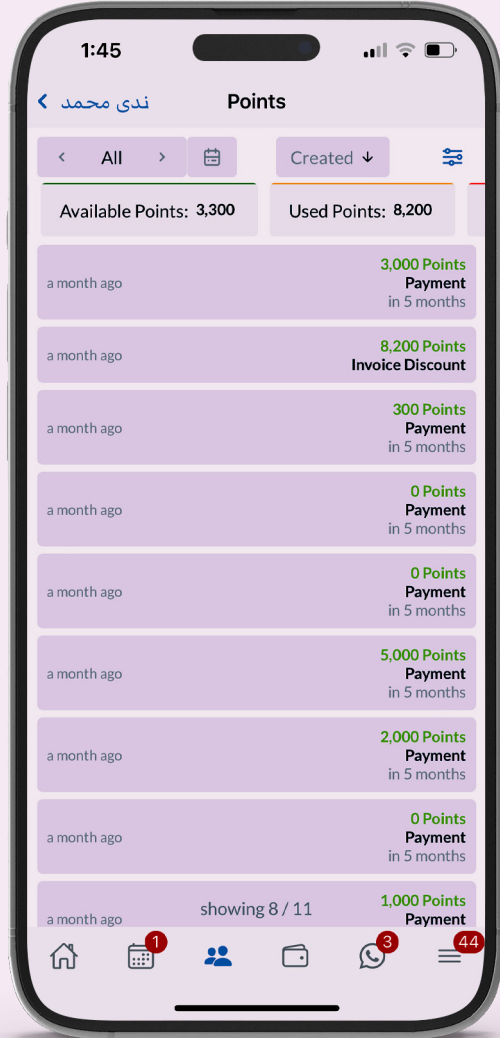 1:45
ندى محمد
Points
All
Created
Available Points: 3,300
Used Points: 8,200
3,000 Points
a month ago
Payment
in 5 months
8,200 Points
a month ago
Invoice Discount
300 Points
a month ago
Payment
in 5 months
0 Points
a month ago
Payment
in 5 months
0 Points
a month ago
Payment
in 5 months
5,000 Points
a month ago
Payment
in 5 months
2,000 Points
a month ago
Payment
in 5 months
0 Points
a month ago
Payment
in 5 months
1,000 Points
showing 8 / 11
a month ago
Payment
1
3
44